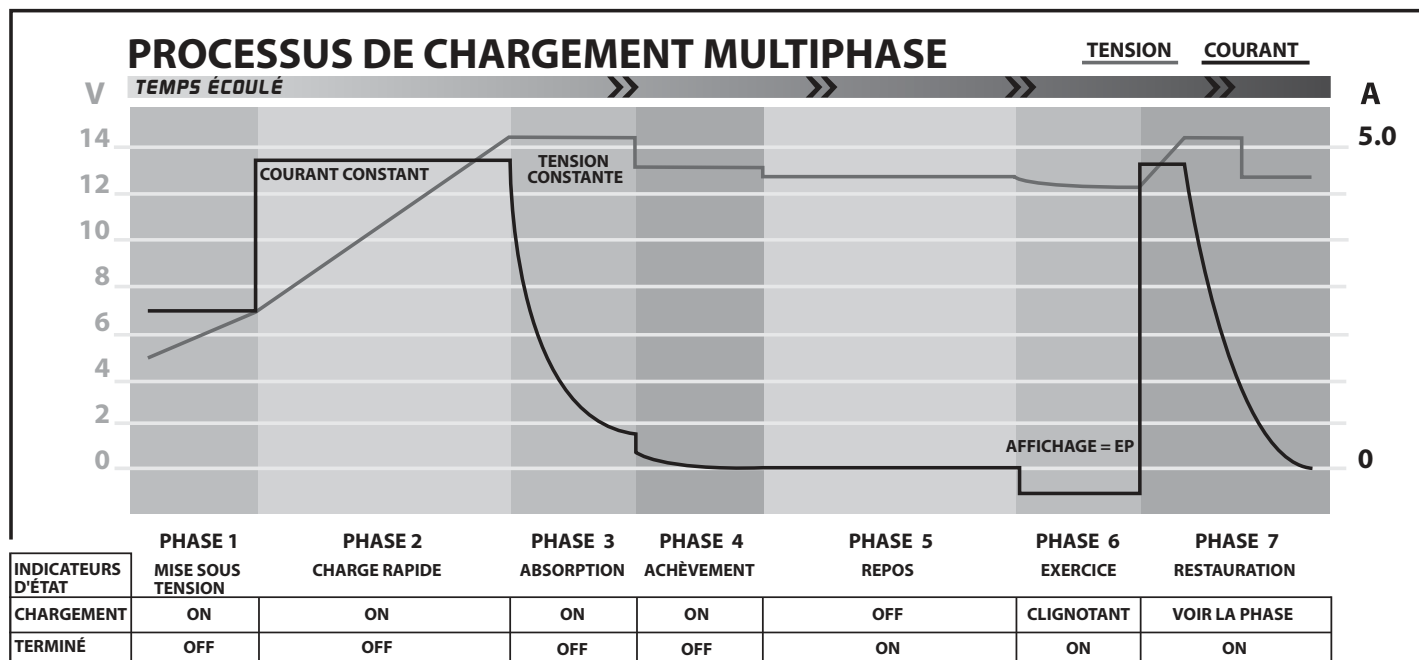 PROCESSUS DE CHARGEMENT MULTIPHASE
TENSION COURANT
TEMPS ÉCOULÉ
V A
14 5.0
12
10
8
6
4
2
0 0
COURANT CONSTANT
TENSION
CONSTANTE
AFFICHAGE = EP
PHASE 1 PHASE 2 PHASE 3 PHASE 4 PHASE 5 PHASE 6 PHASE 7
INDICATEURS
D'ÉTAT
MISE SOUS
TENSION
CHARGE RAPIDE ABSORPTION ACHÈVEMENT REPOS EXERCICE RESTAURATION
CHARGEMENT ON ON ON ON OFF CLIGNOTANT VOIR LA PHASE
TERMINÉ OFF OFF OFF OFF ON ON ON